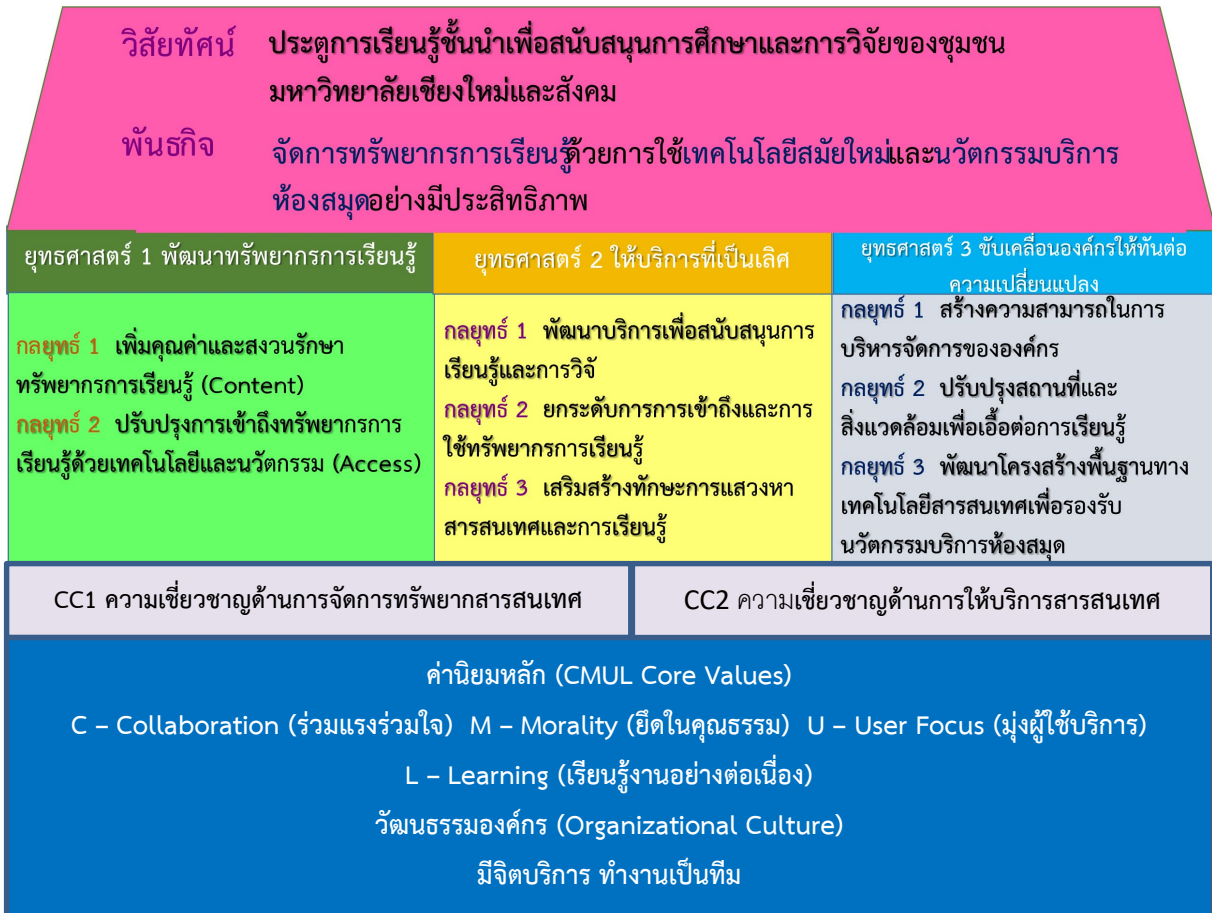 วิสัยทัศน์ ประตูการเรียนรู้ชั้นนำเพื่อสนับสนุนการศึกษาและการวิจัยของชุมชน
มหาวิทยาลัยเชียงใหม่และสังคม
พันธกิจ จัดการทรัพยากรการเรียนรู้ด้วยการใช้เทคโนโลยีสมัยใหม่และนวัตกรรมบริการ
ห้องสมุดอย่างมีประสิทธิภาพ
ยุทธศาสตร์ 1 พัฒนาทรัพยากรการเรียนรู้
กลยุทธ์ 1 เพิ่มคุณค่าและสงวนรักษา
ทรัพยากรการเรียนรู้ (Content)
กลยุทธ์ 2 ปรับปรุงการเข้าถึงทรัพยากรการ
เรียนรู้ด้วยเทคโนโลยีและนวัตกรรม (Access)
ยุทธศาสตร์ 2 ให้บริการที่เป็นเลิศ
กลยุทธ์ 1 พัฒนาบริการเพื่อสนับสนุนการ
เรียนรู้และการวิจั
กลยุทธ์ 2 ยกระดับการการเข้าถึงและการ
ใช้ทรัพยากรการเรียนรู้
กลยุทธ์ 3 เสริมสร้างทักษะการแสวงหา
สารสนเทศและการเรียนรู้
ยุทธศาสตร์ 3 ขับเคลื่อนองค์กรให้ทันต่อ
ความเปลี่ยนแปลง
กลยุทธ์ 1 สร้างความสามารถในการ
บริหารจัดการขององค์กร
กลยุทธ์ 2 ปรับปรุงสถานที่และ
สิ่งแวดล้อมเพื่อเอื้อต่อการเรียนรู้
กลยุทธ์ 3 พัฒนาโครงสร้างพื้นฐานทาง
เทคโนโลยีสารสนเทศเพื่อรองรับ
นวัตกรรมบริการห้องสมุด
CC1 ความเชี่ยวชาญด้านการจัดการทรัพยากสารสนเทศ
CC2 ความเชี่ยวชาญด้านการให้บริการสารสนเทศ
ค่านิยมหลัก (CMUL Core Values)
C – Collaboration (ร่วมแรงร่วมใจ) M – Morality (ยึดในคุณธรรม) U – User Focus (มุ่งผู้ใช้บริการ)
L – Learning (เรียนรู้งานอย่างต่อเนื่อง)
วัฒนธรรมองค์กร (Organizational Culture)
มีจิตบริการ ทำงานเป็นทีม